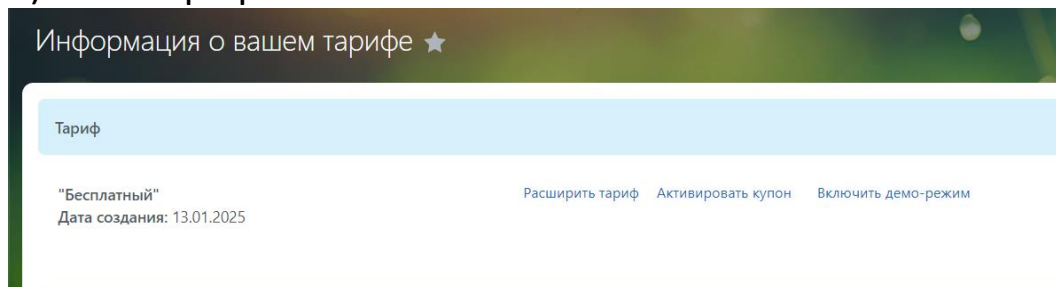 Информация о вашем тарифе
Тариф
"Бесплатный" Расширить тариф Активировать купон Включить демо-режим
Дата создания: 13.01.2025